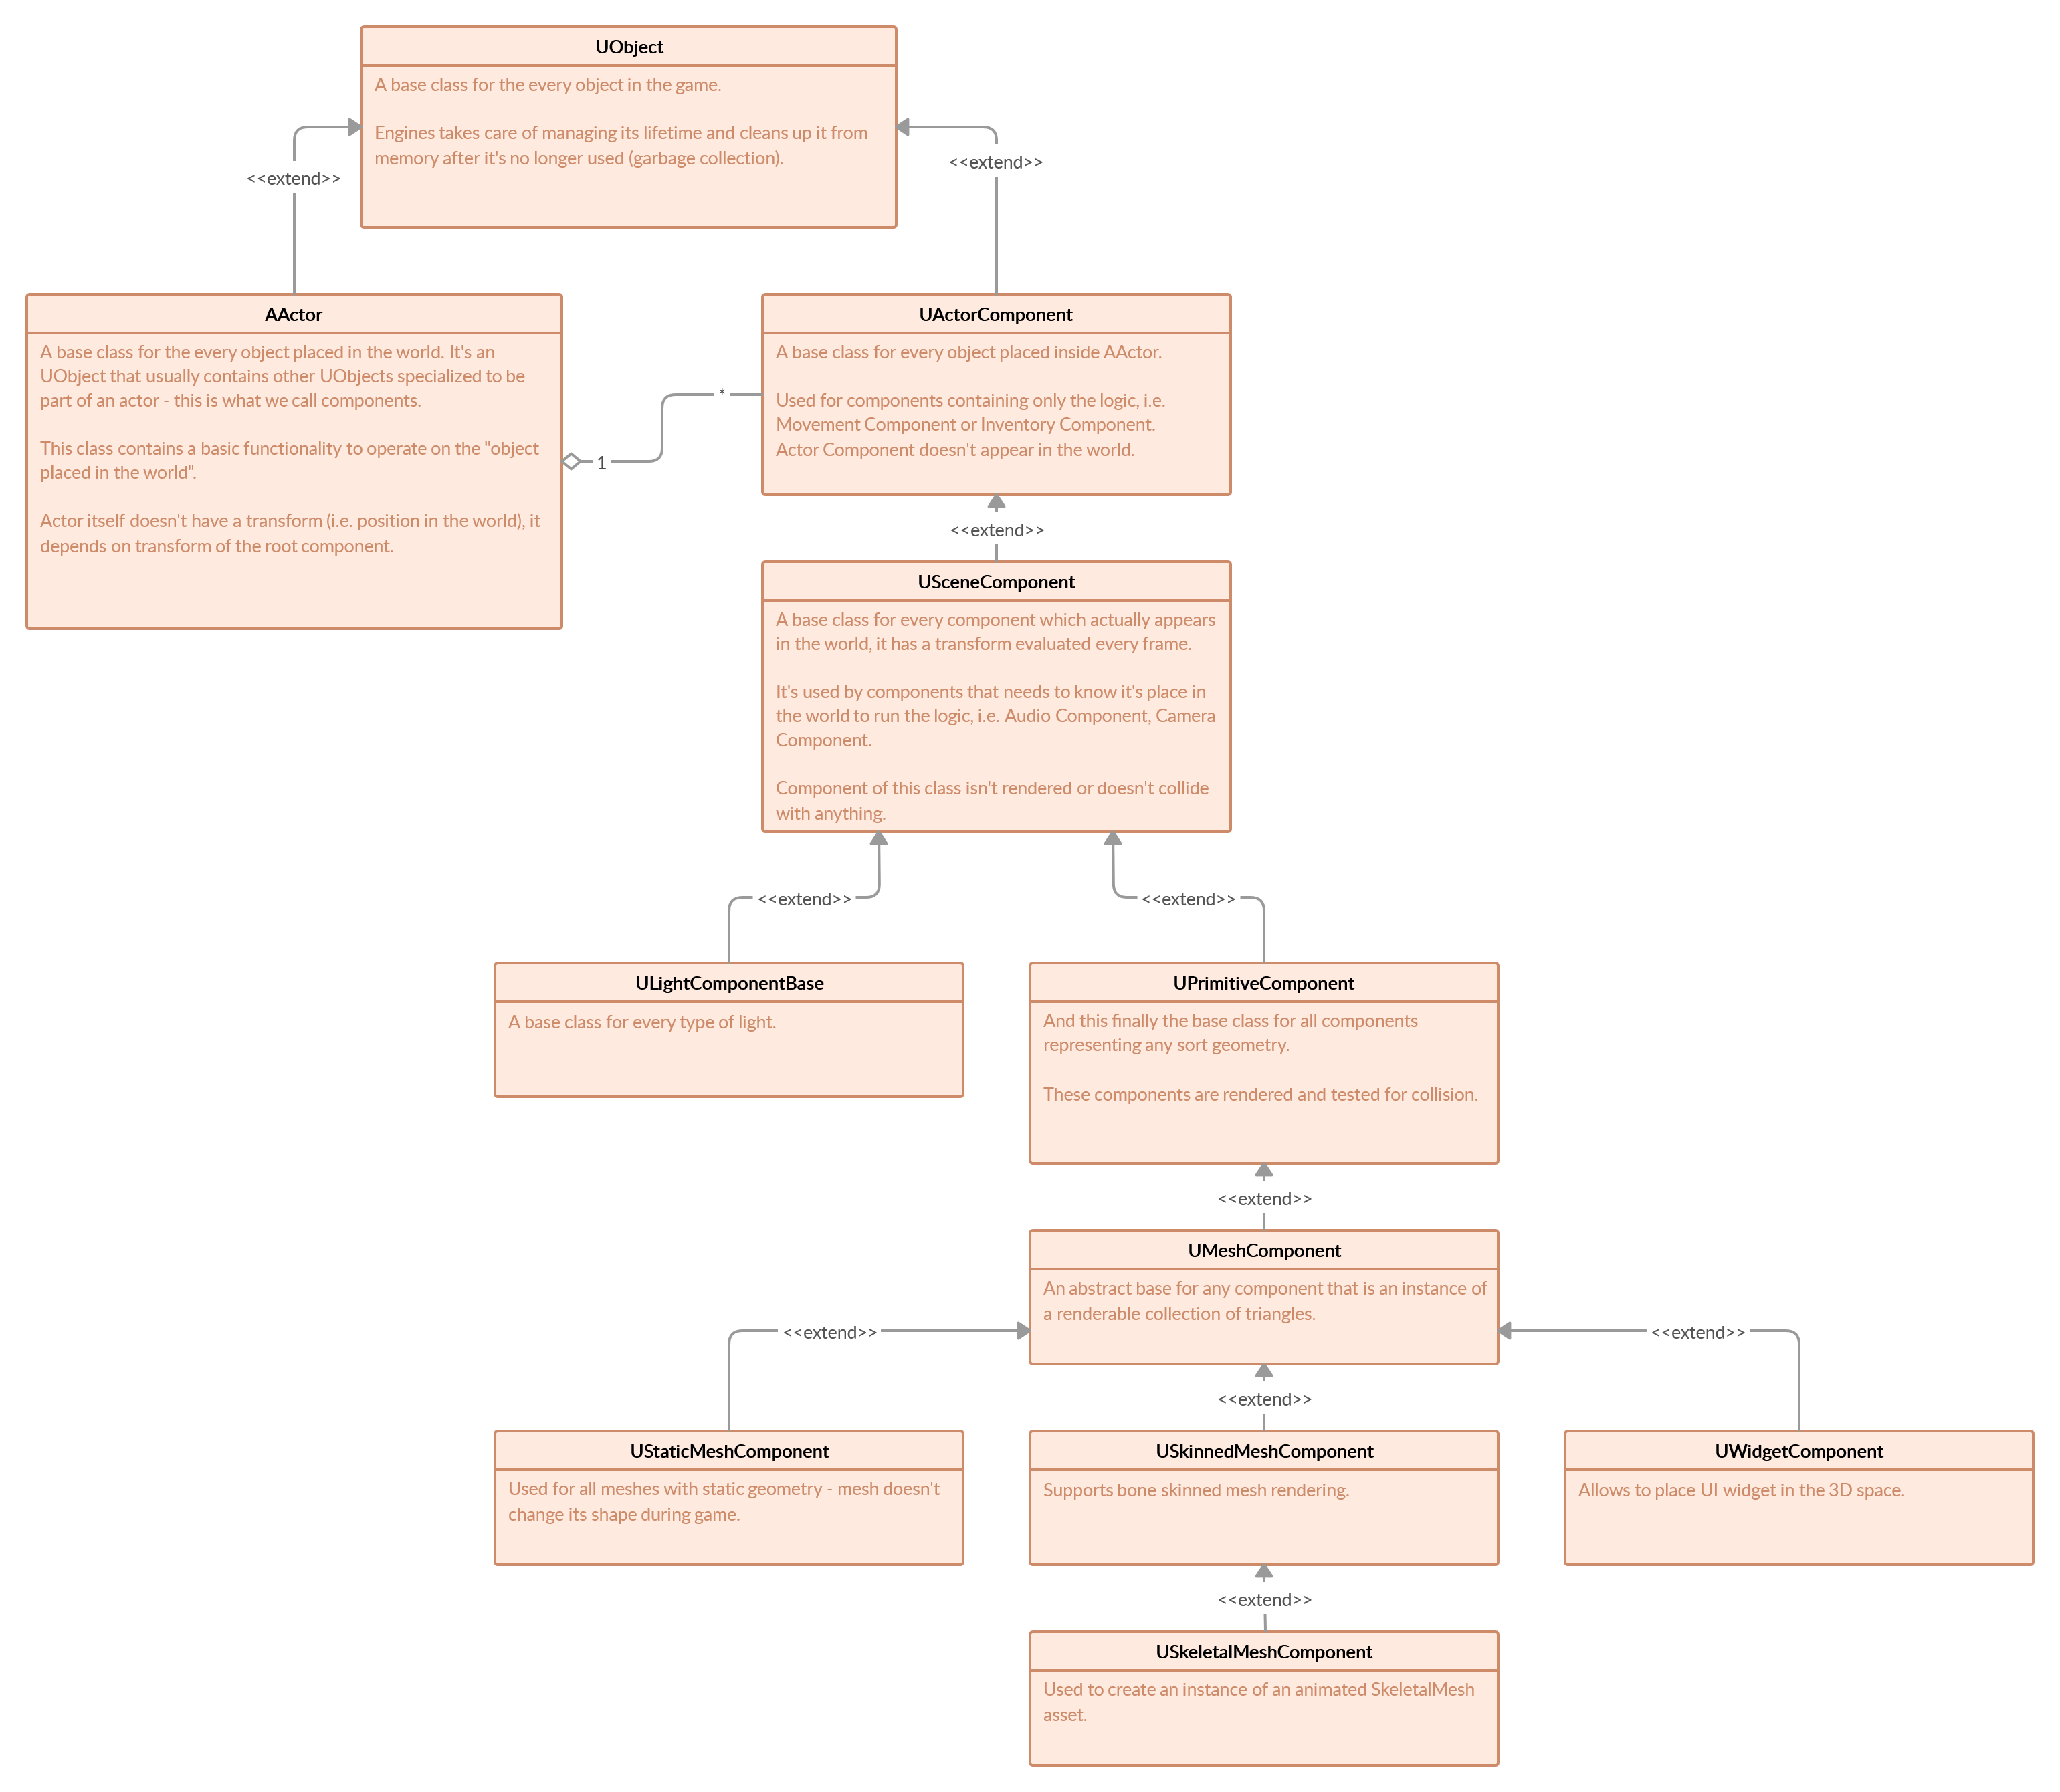 UObject
A base class for the every object in the game.
Engines takes care of managing its lifetime and cleans up it from
memory after it's no longer used (garbage collection).
<<extend>>
<<extend>>
AActor
A base class for the every object placed in the world. It's an
UObject that usually contains other UObjects specialized to be
part of an actor - this is what we call components.
This class contains a basic functionality to operate on the "object
placed in the world".
Actor itself doesn't have a transform (i.e. position in the world), it
depends on transform of the root component.
*
1
UActorComponent
A base class for every object placed inside AActor.
Used for components containing only the logic, i.e.
Movement Component or Inventory Component.
Actor Component doesn't appear in the world.
<<extend>>
USceneComponent
A base class for every component which actually appears
in the world, it has a transform evaluated every frame.
It's used by components that needs to know it's place in
the world to run the logic, i.e. Audio Component, Camera
Component.
Component of this class isn't rendered or doesn't collide
with anything.
<<extend>>
<<extend>>
ULightComponentBase
A base class for every type of light.
UPrimitiveComponent
And this finally the base class for all components
representing any sort geometry.
These components are rendered and tested for collision.
<<extend>>
UMeshComponent
An abstract base for any component that is an instance of
a renderable collection of triangles.
<<extend>>
<<extend>>
<<extend>>
UStaticMeshComponent
Used for all meshes with static geometry - mesh doesn't
change its shape during game.
USkinnedMeshComponent
Supports bone skinned mesh rendering.
UWidgetComponent
Allows to place UI widget in the 3D space.
<<extend>>
USkeletalMeshComponent
Used to create an instance of an animated SkeletalMesh
asset.